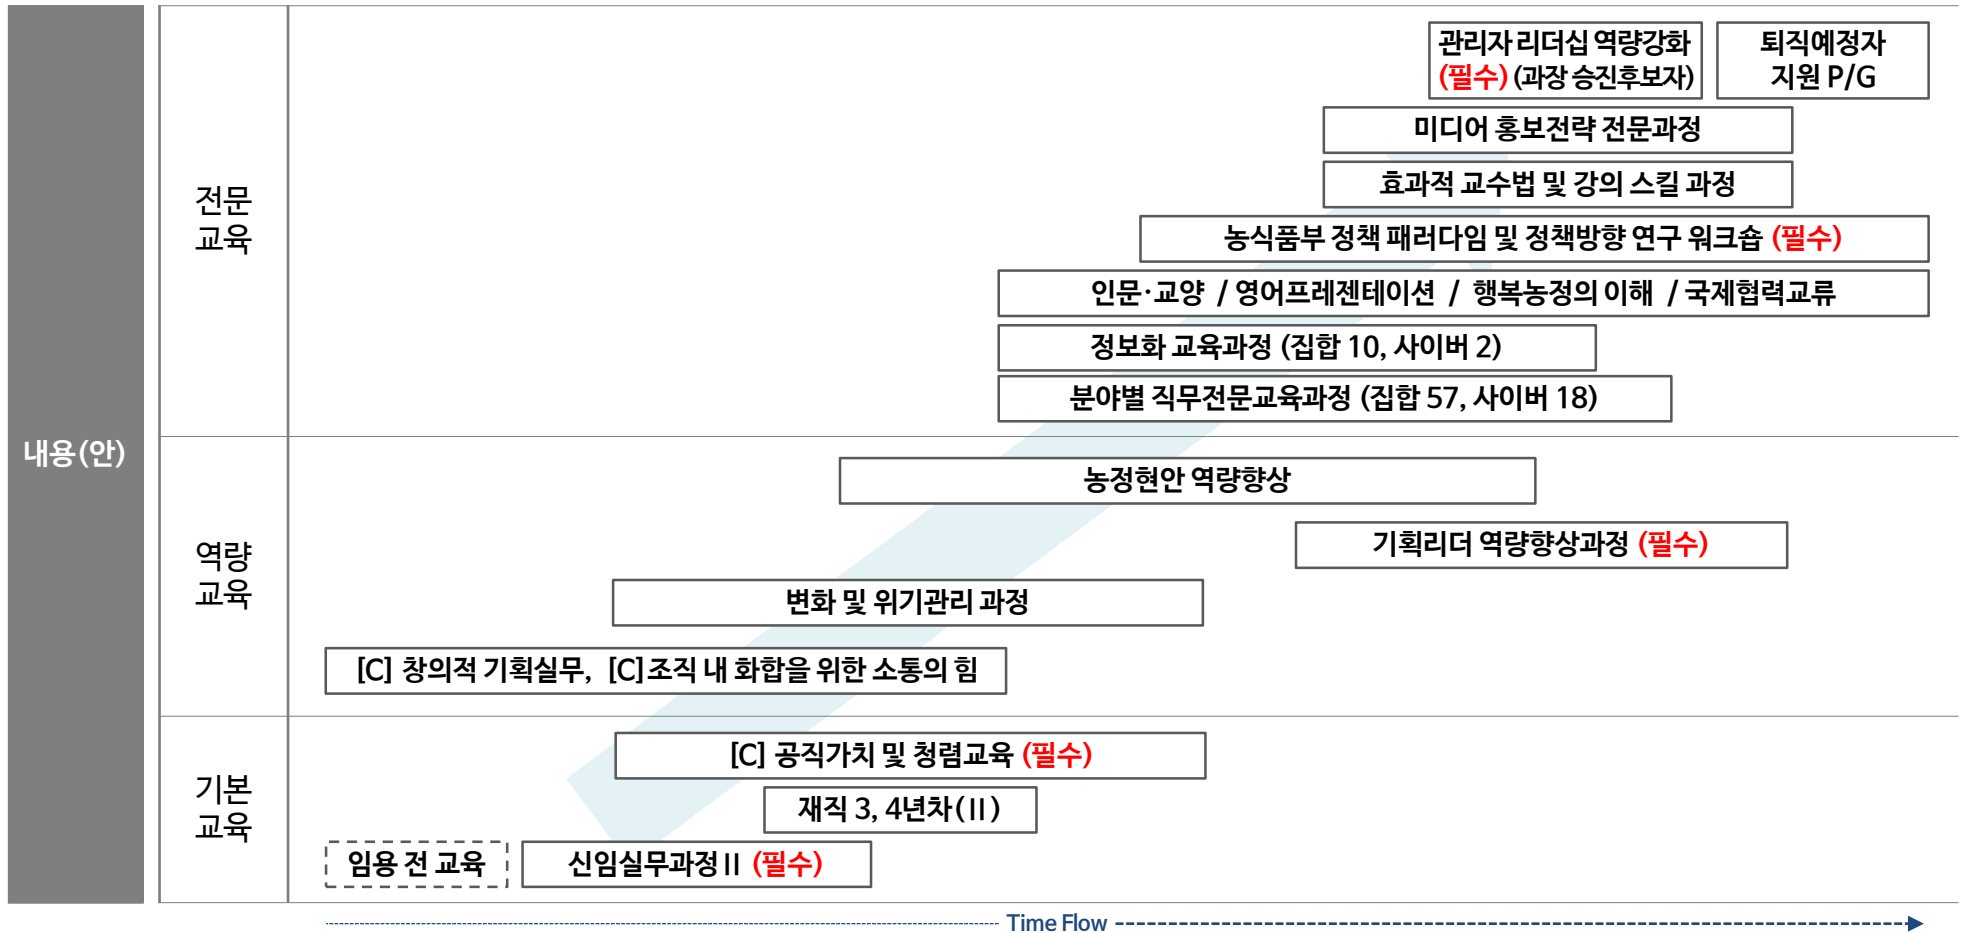 내용(안)
전문
교육
관리자 리더십 역량강화
(필수) (과장 승진후보자)
퇴직예정자
지원 P/G
미디어 홍보전략 전문과정
효과적 교수법 및 강의 스킬 과정
농식품부 정책 패러다임 및 정책방향 연구 워크숍 (필수)
인문·교양 / 영어프레젠테이션 / 행복농정의 이해 / 국제협력교류
정보화 교육과정 (집합 10, 사이버 2)
분야별 직무전문교육과정 (집합 57, 사이버 18)
역량
교육
농정현안 역량향상
기획리더 역량향상과정 (필수)
변화 및 위기관리 과정
[C] 창의적 기획실무, [C]조직 내 화합을 위한 소통의 힘
기본
교육
[C] 공직가치 및 청렴교육 (필수)
재직 3, 4년차(Ⅱ)
임용 전 교육
신임실무과정Ⅱ (필수)
Time Flow